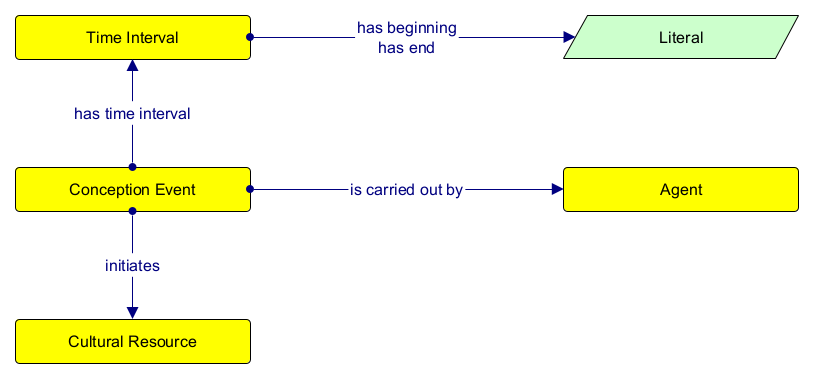 Time Interval
has beginning
has end
Literal
has time interval
Conception Event
is carried out by
Agent
initiates
Cultural Resource